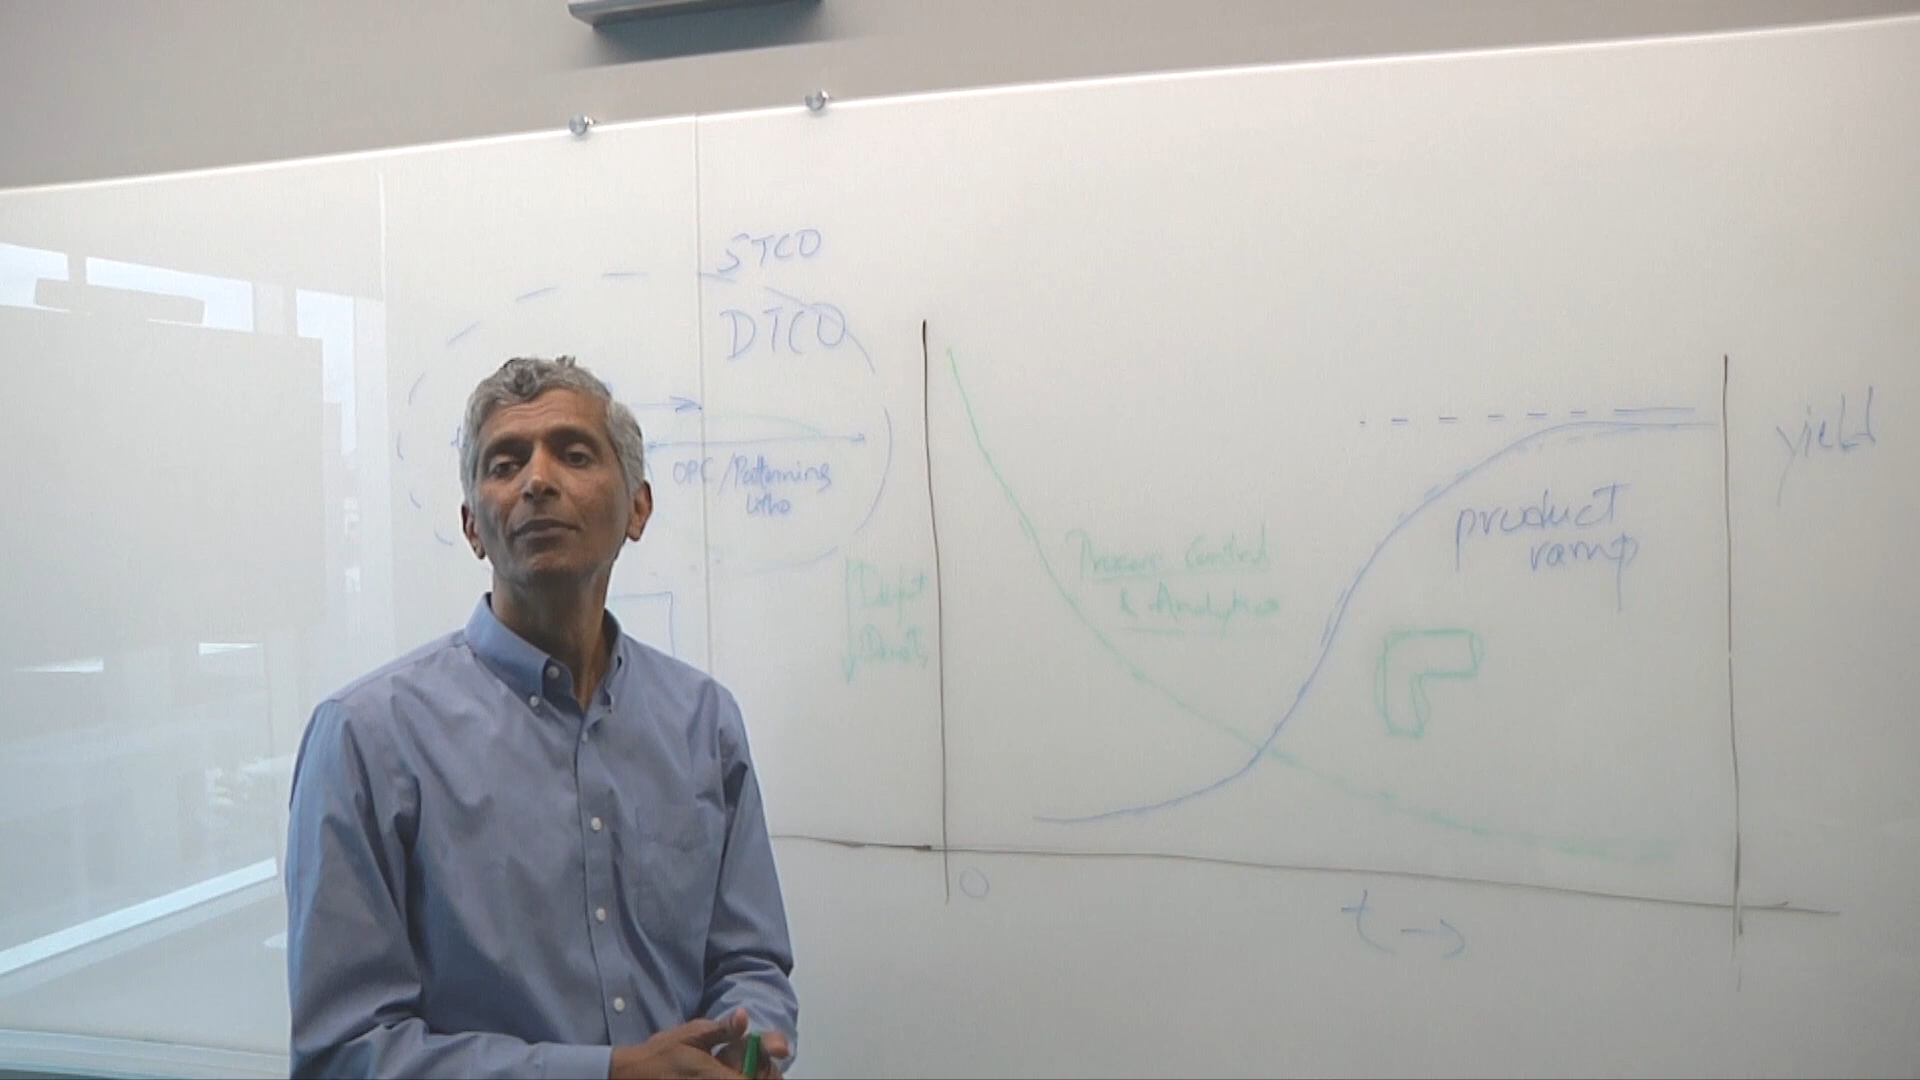 STCO
DTCO
OPC/Patterning
Litho
Defect
Density
Process Control
& Analytics
product
ramp
yield
0
t →